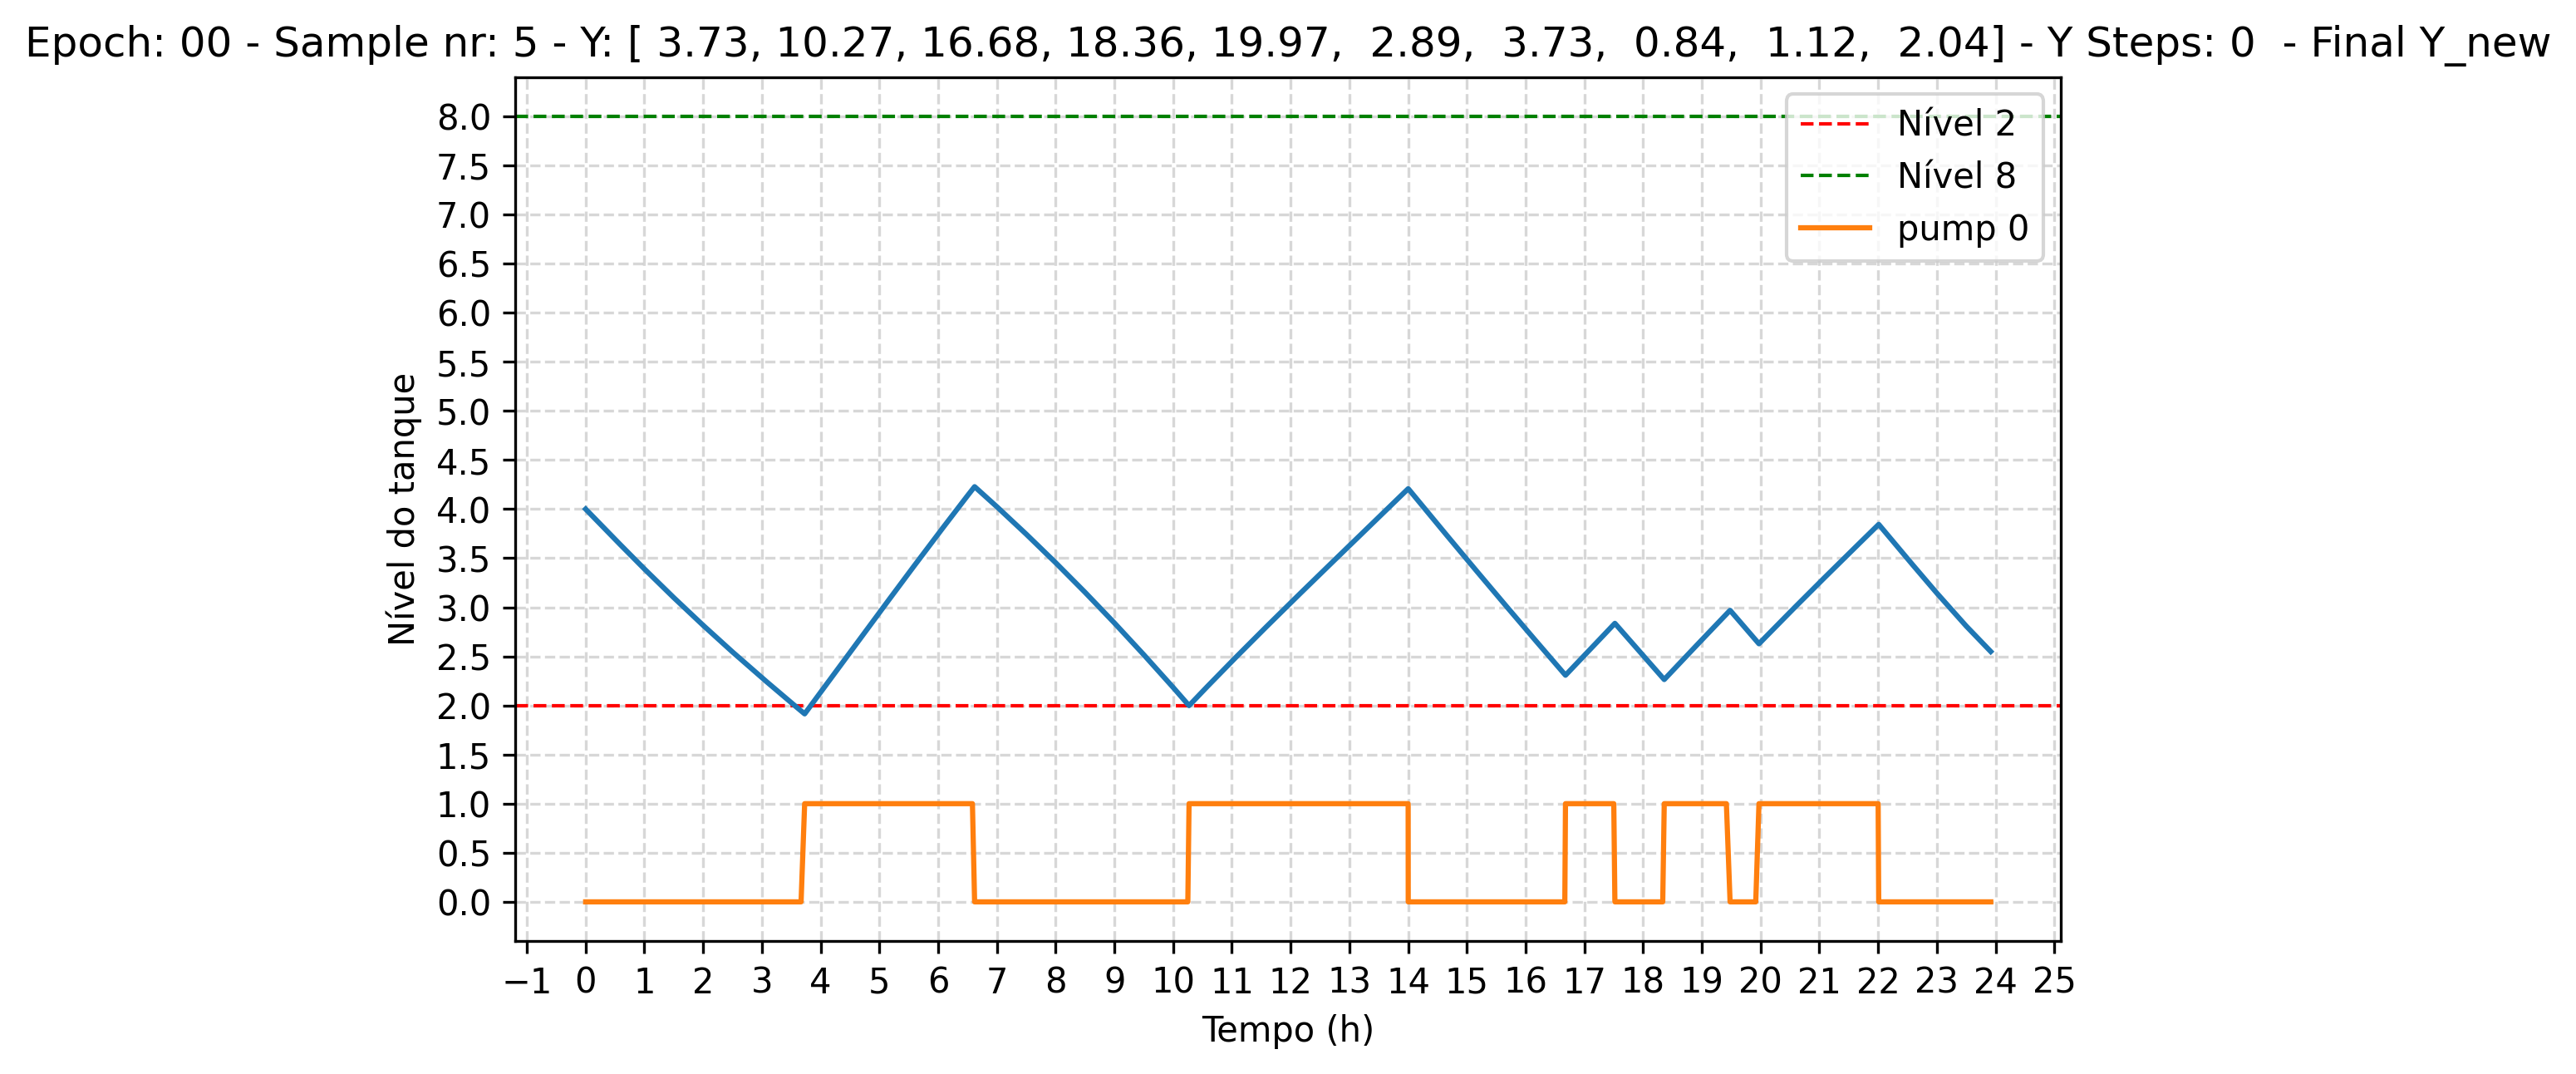 Epoch: 00 - Sample nr: 5 - Y: [ 3.73, 10.27, 16.68, 18.36, 19.97,  2.89,  3.73,  0.84,  1.12,  2.04] - Y Steps: 0  - Final Y_new
8.0
7.5
7.0
6.5
6.0
5.5
5.0
4.5
4.0
3.5
3.0
2.5
2.0
1.5
1.0
0.5
0.0
Nível do tanque
Nível 2
Nível 8
pump 0
−1 0 1 2 3 4 5 6 7 8 9 10 11 12 13 14 15 16 17 18 19 20 21 22 23 24 25
Tempo (h)